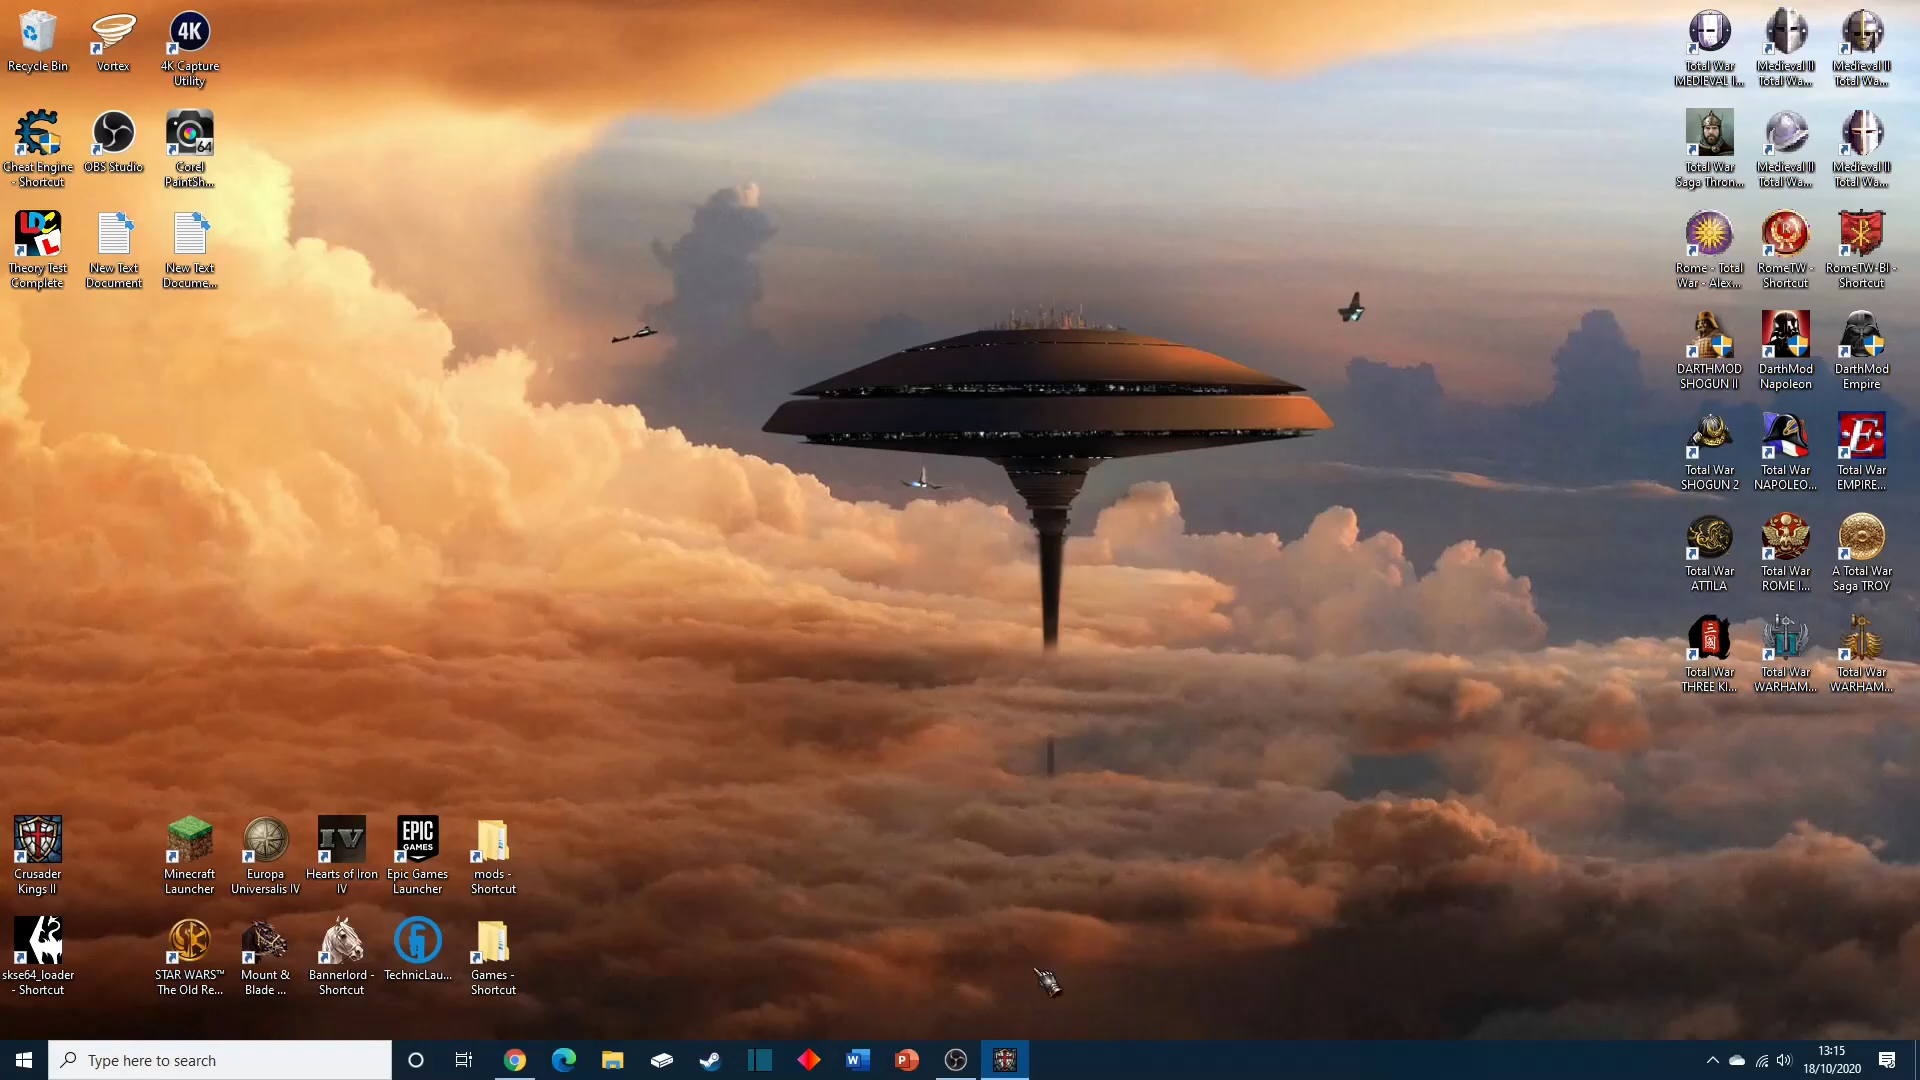 Recycle Bin
Vortex
4K
4K Capture
Utility
Cheat Engine
- Shortcut
OBS Studio
64
Corel
PaintSh...
LDC
L
Theory Test
Complete
New Text
Document
New Text
Docume...
Total War
MEDIEVAL I...
Medieval II
Total Wa...
Medieval II
Total Wa...
Total War
Saga Thron...
Medieval II
Total Wa...
Medieval II
Total Wa...
Rome - Total
War - Alex...
R
RomeTW -
Shortcut
RomeTW-BI -
Shortcut
DARTHMOD
SHOGUN II
DarthMod
Napoleon
DarthMod
Empire
Total War
SHOGUN 2
Total War
NAPOLEO...
E
Total War
EMPIRE...
Total War
ATTILA
Total War
ROME I...
A Total War
Saga TROY
三國
Total War
THREE KI...
II
Total War
WARHAM...
Total War
WARHAM...
Crusader
Kings II
Minecraft
Launcher
Europa
Universalis IV
IV
Hearts of Iron
IV
EPIC
GAMES
Epic Games
Launcher
mods -
Shortcut
skse64_loader
- Shortcut
STAR WARS™
The Old Re...
Mount &
Blade ...
Bannerlord -
Shortcut
TechnicLau...
Games -
Shortcut
Type here to search
W
P
13:15
18/10/2020